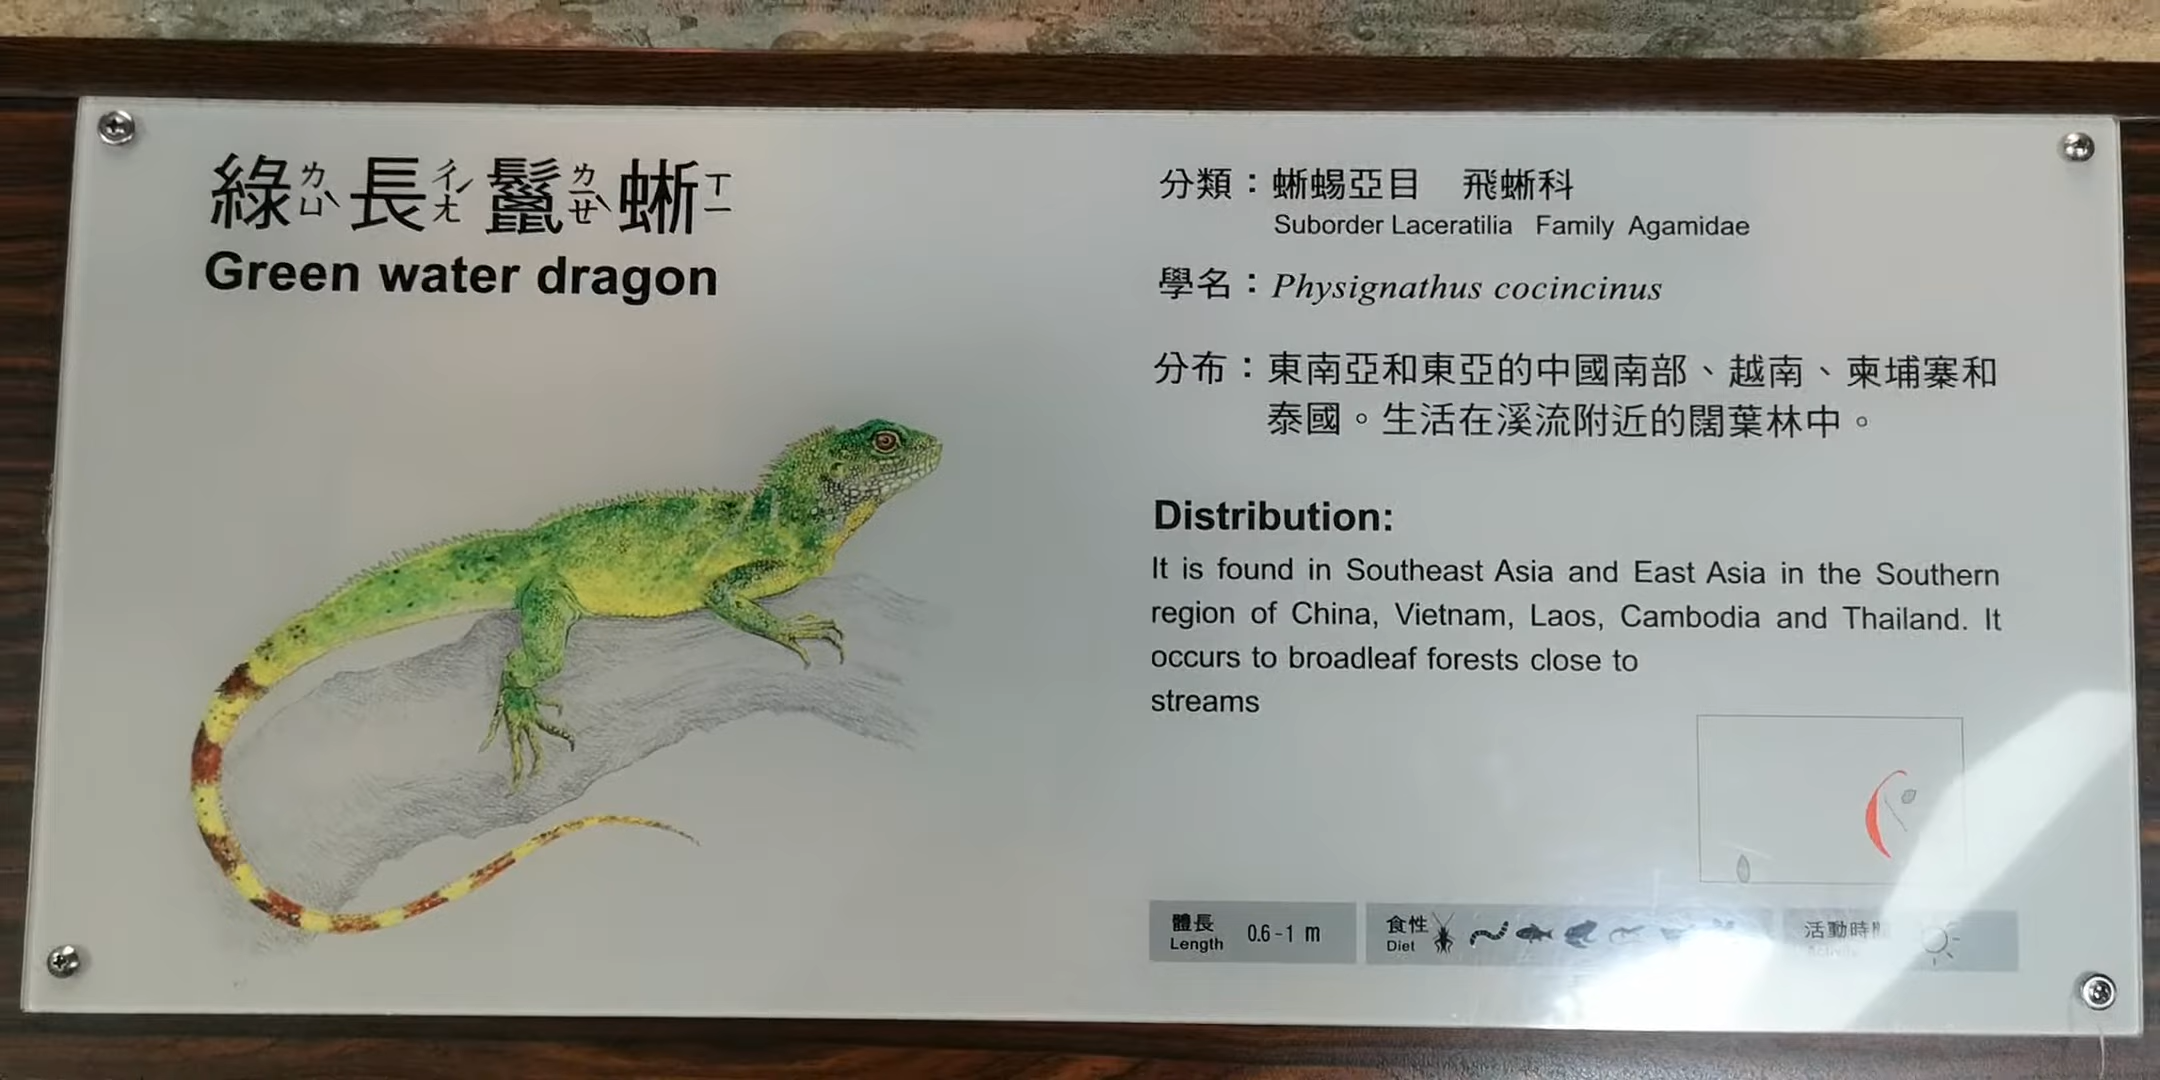 綠ㄌㄩˋ長ㄔㄤˊ鬣ㄌㄧㄝˋ蜥ㄒㄧ
Green water dragon
分類：蜥蜴亞目　飛蜥科
Suborder Laceratilia Family Agamidae
學名：Physignathus cocincinus
分布：東南亞和東亞的中國南部、越南、柬埔寨和
泰國。生活在溪流附近的闊葉林中。
Distribution:
It is found in Southeast Asia and East Asia in the Southern
region of China, Vietnam, Laos, Cambodia and Thailand. It
occurs to broadleaf forests close to
streams
體長 0.6-1 m
Length
食性
Diet
活動時